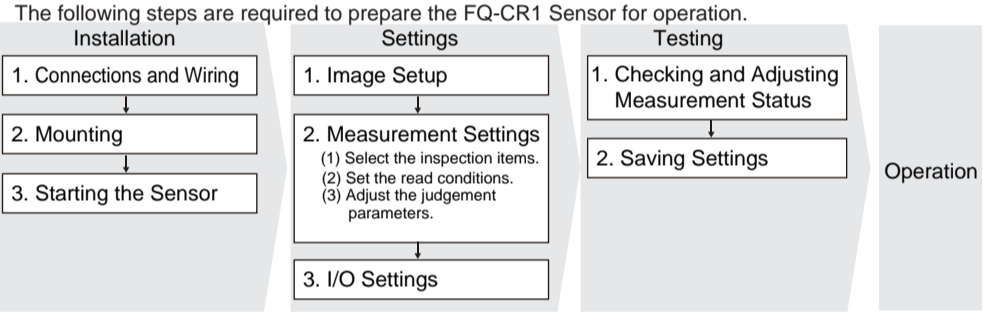 The following steps are required to prepare the FQ-CR1 Sensor for operation.
Installation
1. Connections and Wiring
2. Mounting
3. Starting the Sensor
Settings
1. Image Setup
2. Measurement Settings
(1) Select the inspection items.
(2) Set the read conditions.
(3) Adjust the judgement
parameters.
3. I/O Settings
Testing
1. Checking and Adjusting
Measurement Status
2. Saving Settings
Operation